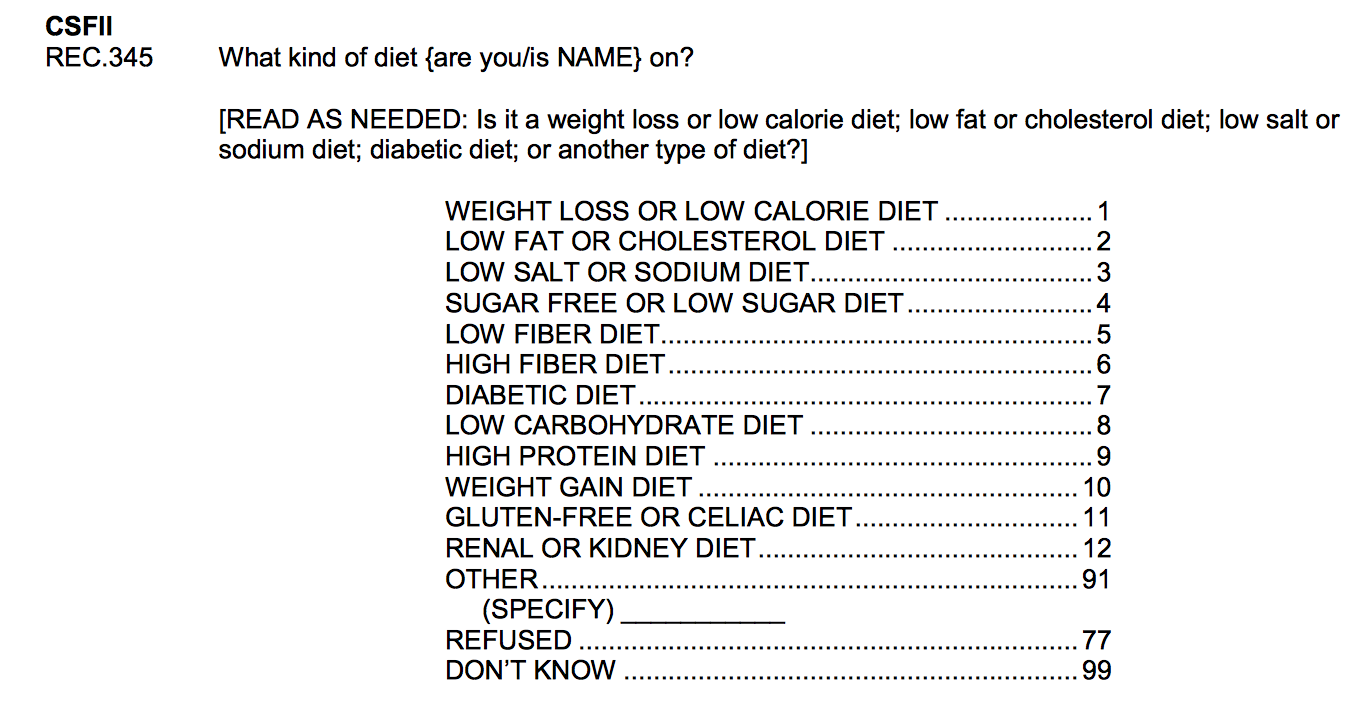 CSFII
REC.345 What kind of diet {are you/is NAME} on?
[READ AS NEEDED: Is it a weight loss or low calorie diet; low fat or cholesterol diet; low salt or
sodium diet; diabetic diet; or another type of diet?]
WEIGHT LOSS OR LOW CALORIE DIET .................... 1
LOW FAT OR CHOLESTEROL DIET ........................... 2
LOW SALT OR SODIUM DIET...................................... 3
SUGAR FREE OR LOW SUGAR DIET......................... 4
LOW FIBER DIET.......................................................... 5
HIGH FIBER DIET......................................................... 6
DIABETIC DIET............................................................. 7
LOW CARBOHYDRATE DIET ...................................... 8
HIGH PROTEIN DIET ................................................... 9
WEIGHT GAIN DIET ................................................... 10
GLUTEN-FREE OR CELIAC DIET.............................. 11
RENAL OR KIDNEY DIET........................................... 12
OTHER........................................................................ 91
(SPECIFY) ___________
REFUSED ................................................................... 77
DON'T KNOW ............................................................. 99